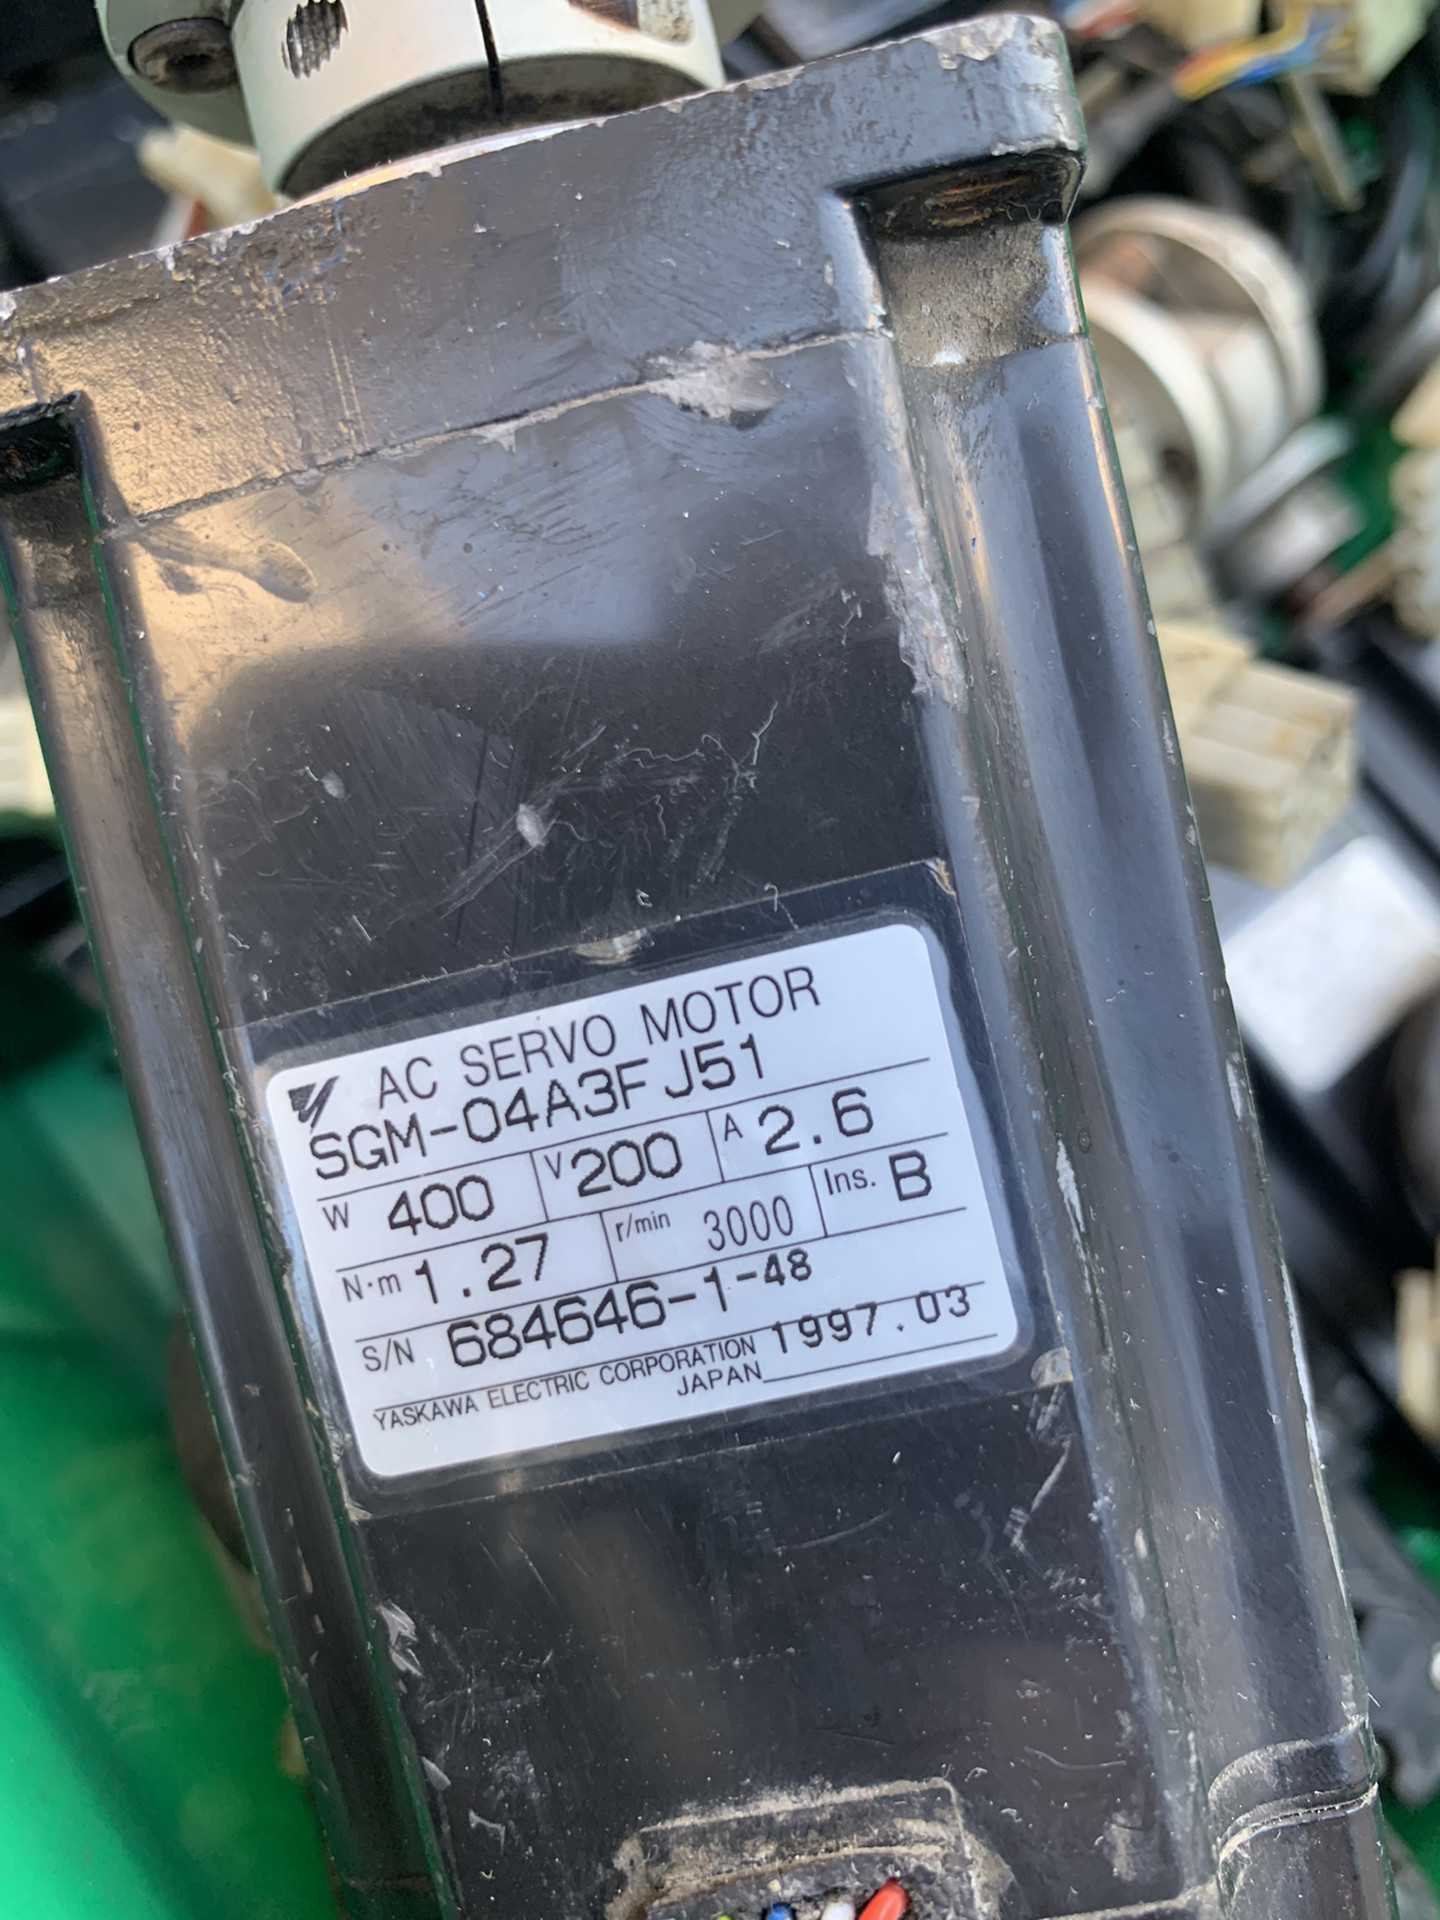 AC SERVO MOTOR
SGM-04A3FJ51
W 400 V 200 A 2.6
N·m 1.27 r/min 3000 Ins. B
S/N 684646-1-48
YASKAWA ELECTRIC CORPORATION 1997.03
JAPAN